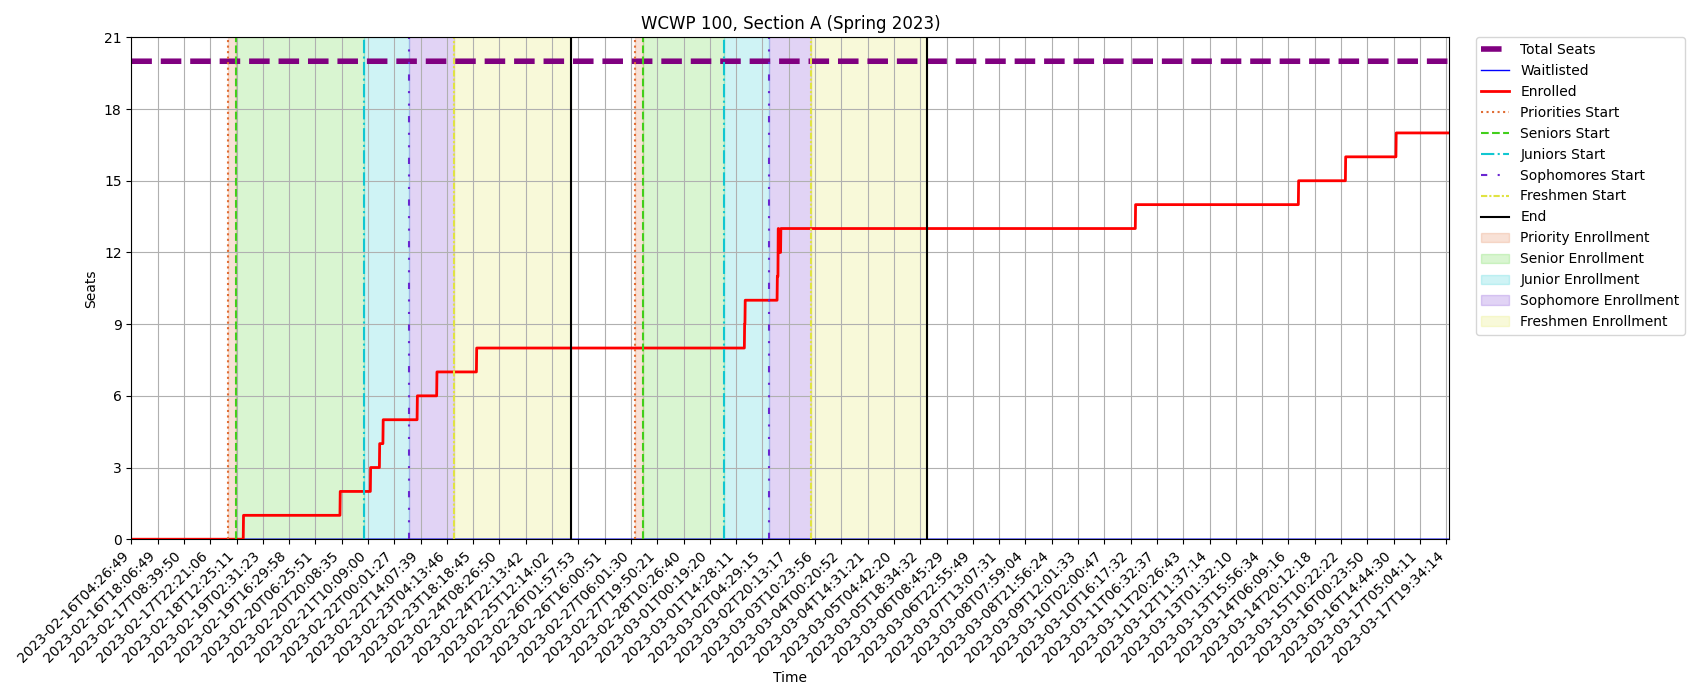 WCWP 100, Section A (Spring 2023)
21
18
15
12
9
6
3
0
Seats
2023-02-16T04:26:49
2023-02-16T18:06:49
2023-02-17T08:39:50
2023-02-17T22:21:06
2023-02-18T12:25:11
2023-02-19T02:31:23
2023-02-19T16:29:58
2023-02-20T06:25:51
2023-02-20T20:08:35
2023-02-21T10:09:00
2023-02-22T00:01:27
2023-02-22T14:07:39
2023-02-23T04:13:46
2023-02-23T18:18:45
2023-02-24T08:26:50
2023-02-24T22:13:42
2023-02-25T12:14:02
2023-02-26T01:57:53
2023-02-26T16:00:51
2023-02-27T06:01:30
2023-02-27T19:50:21
2023-02-28T10:26:40
2023-03-01T00:19:20
2023-03-01T14:28:11
2023-03-02T04:29:15
2023-03-02T20:13:17
2023-03-03T10:23:56
2023-03-04T00:20:52
2023-03-04T14:31:21
2023-03-05T04:42:20
2023-03-05T18:34:32
2023-03-06T08:45:29
2023-03-06T22:55:49
2023-03-07T13:07:31
2023-03-08T07:59:04
2023-03-08T21:56:24
2023-03-09T12:01:33
2023-03-10T02:00:47
2023-03-10T16:17:32
2023-03-11T06:32:37
2023-03-11T20:26:43
2023-03-12T11:37:14
2023-03-13T01:32:10
2023-03-13T15:56:34
2023-03-14T06:09:16
2023-03-14T20:12:18
2023-03-15T10:22:22
2023-03-16T00:23:50
2023-03-16T14:44:30
2023-03-17T05:04:11
2023-03-17T19:34:14
Time
Total Seats
Waitlisted
Enrolled
Priorities Start
Seniors Start
Juniors Start
Sophomores Start
Freshmen Start
End
Priority Enrollment
Senior Enrollment
Junior Enrollment
Sophomore Enrollment
Freshmen Enrollment